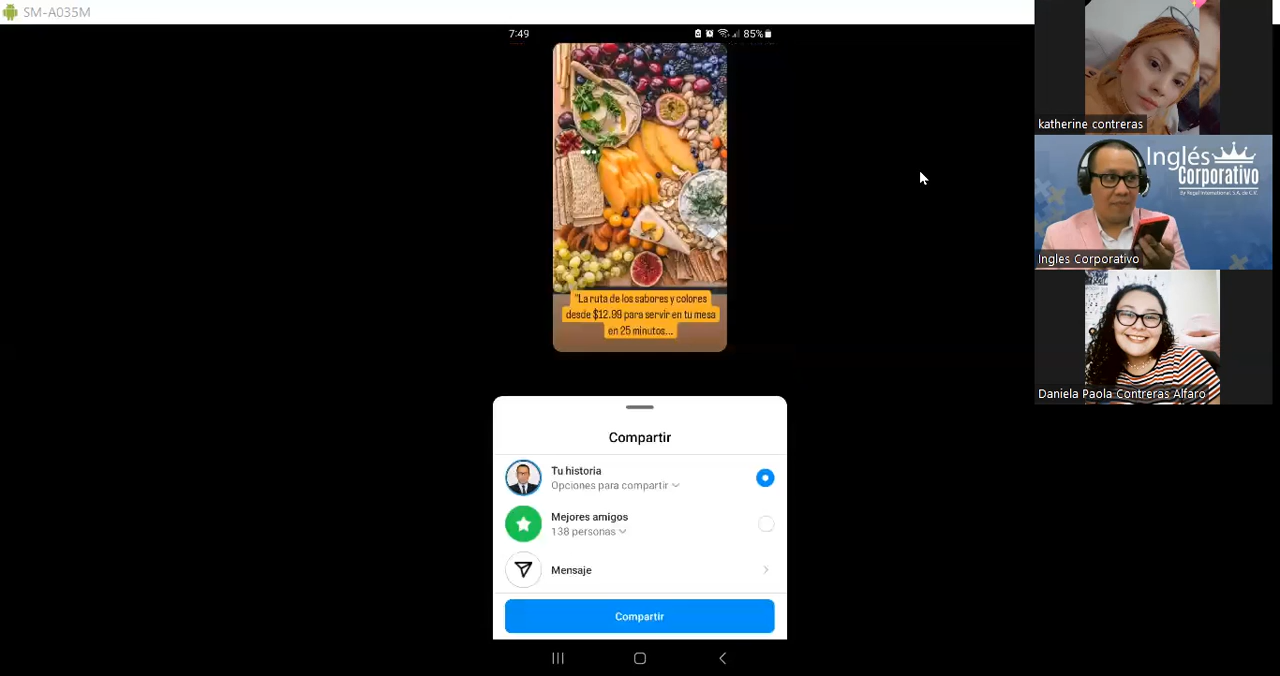 SM-A035M
7:49
85%
"La ruta de los sabores y colores
desde $12.99 para servir en tu mesa
en 25 minutos...
Compartir
Tu historia
Opciones para compartir
Mejores amigos
138 personas
Mensaje
Compartir
katherine contreras
Inglés
Corporativo
Ingles Corporativo
Daniela Paola Contreras Alfaro